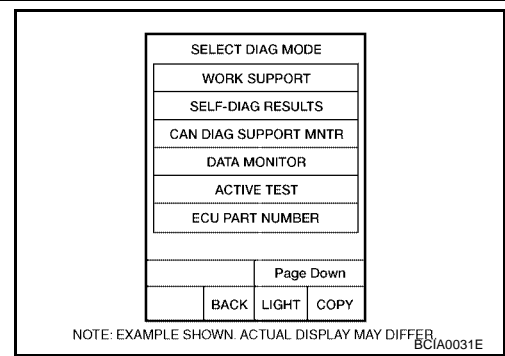 SELECT DIAG MODE
WORK SUPPORT
SELF-DIAG RESULTS
CAN DIAG SUPPORT MNTR
DATA MONITOR
ACTIVE TEST
ECU PART NUMBER
Page Down
BACK LIGHT COPY
NOTE: EXAMPLE SHOWN. ACTUAL DISPLAY MAY DIFFER.
BCIA0031E